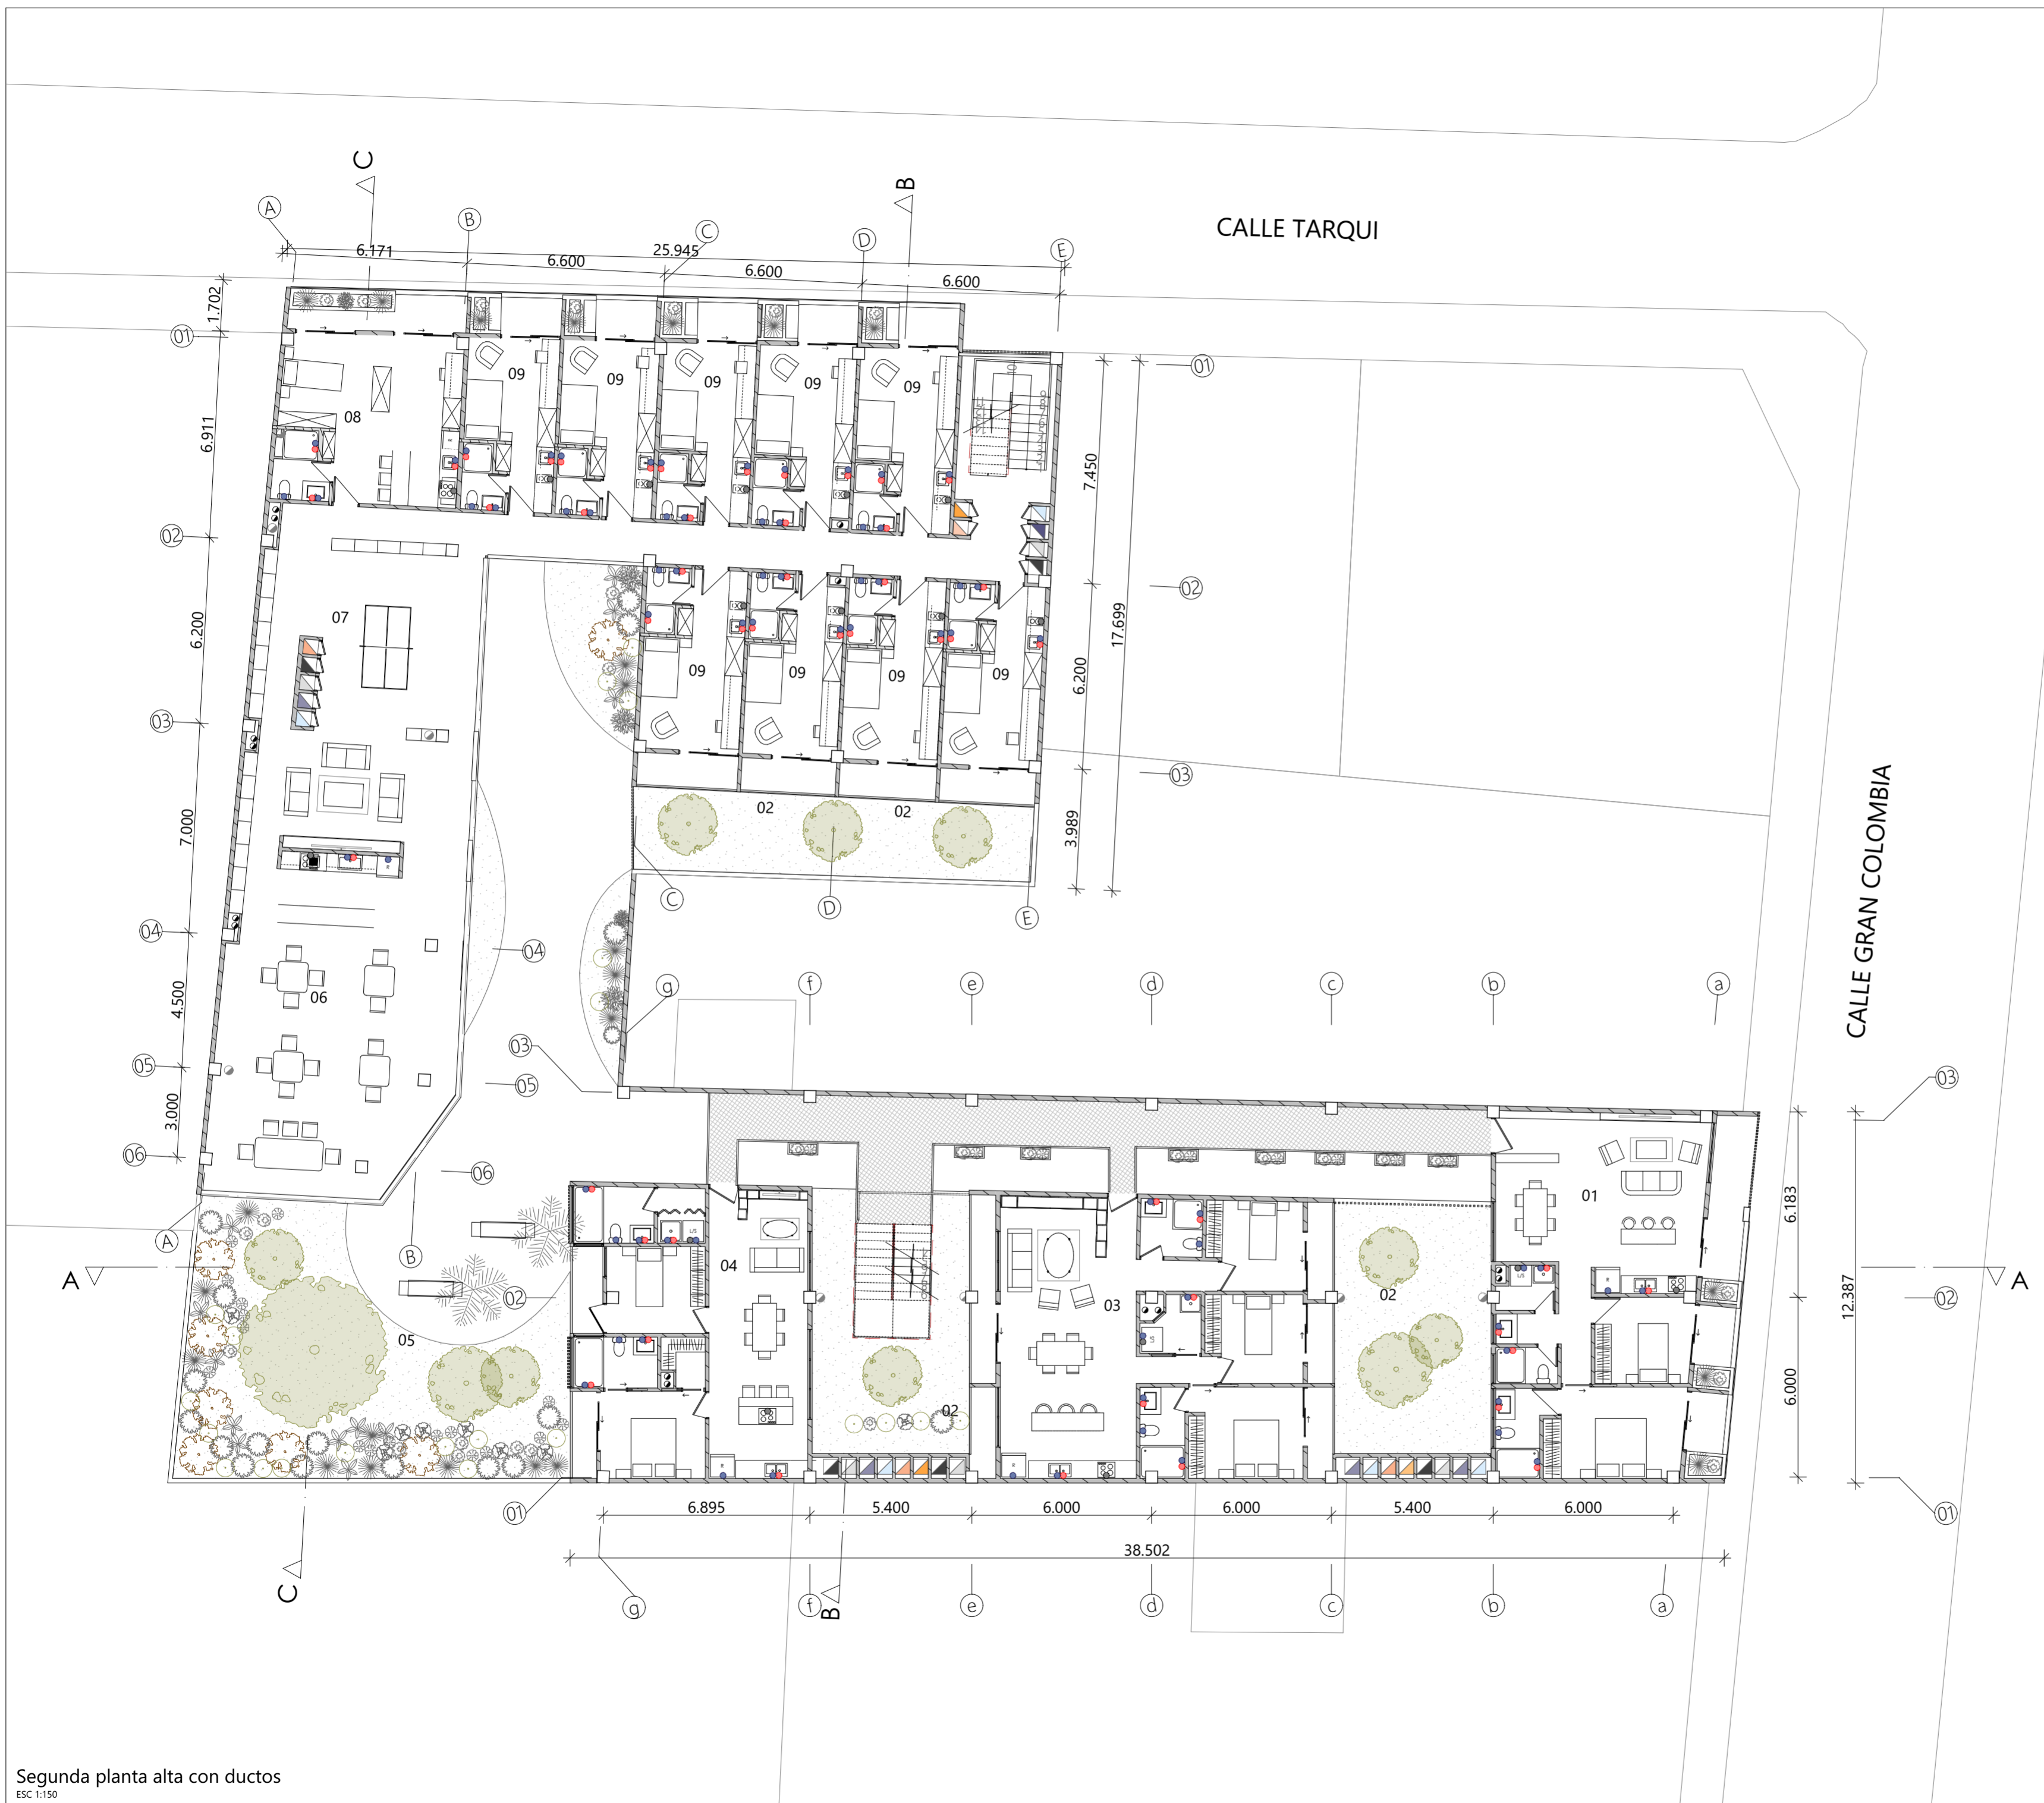 C
B
CALLE TARQUI
A
B
C
D
E
6.171
25.945
6.600
6.600
6.600
1.702
01
01
09
09
09
09
09
08
6.911
7.450
02
02
07
6.200
17.699
09
09
09
09
6.200
03
03
02
02
3.989
7.000
CALLE GRAN COLOMBIA
C
D
E
04
04
06
4.500
g
f
e
d
c
b
a
03
03
05
05
3.000
06
06
01
6.183
A
B
A
04
02
03
02
A
02
12.387
05
02
6.000
01
01
6.895
5.400
6.000
6.000
5.400
6.000
38.502
C
B
g
f
e
d
c
b
a
Segunda planta alta con ductos
ESC 1:150